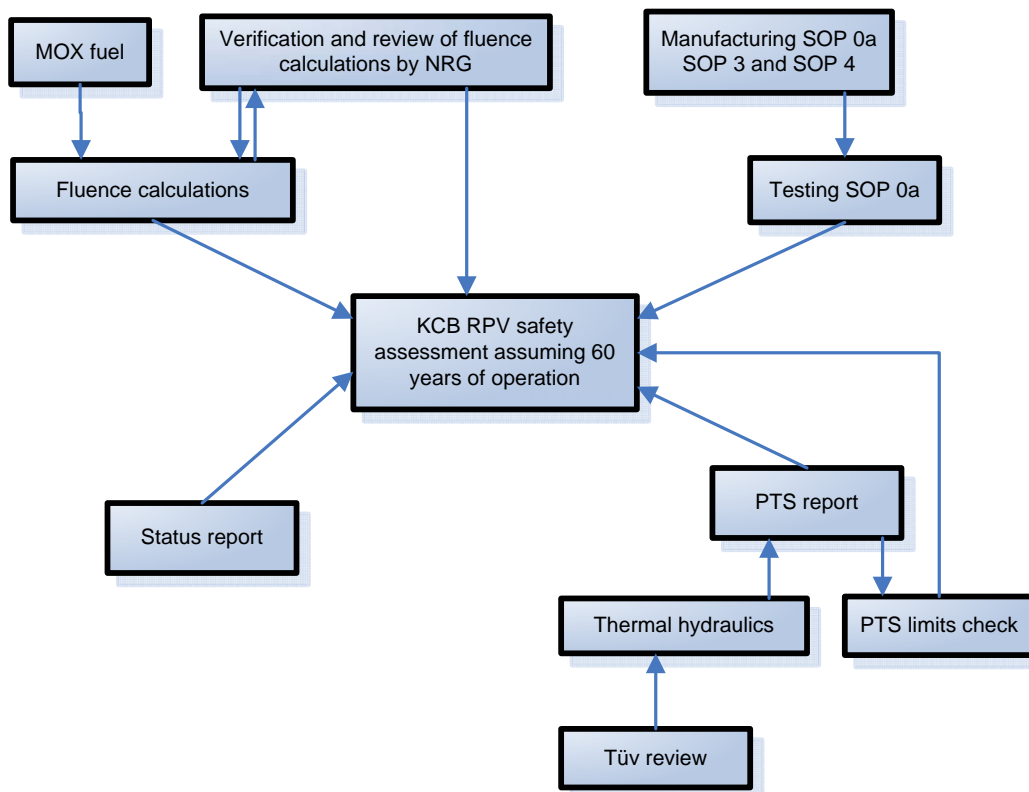 MOX fuel
Verification and review of fluence
calculations by NRG
Manufacturing SOP 0a
SOP 3 and SOP 4
Fluence calculations
Testing SOP 0a
KCB RPV safety
assessment assuming 60
years of operation
PTS report
Status report
Thermal hydraulics
PTS limits check
Tüv review